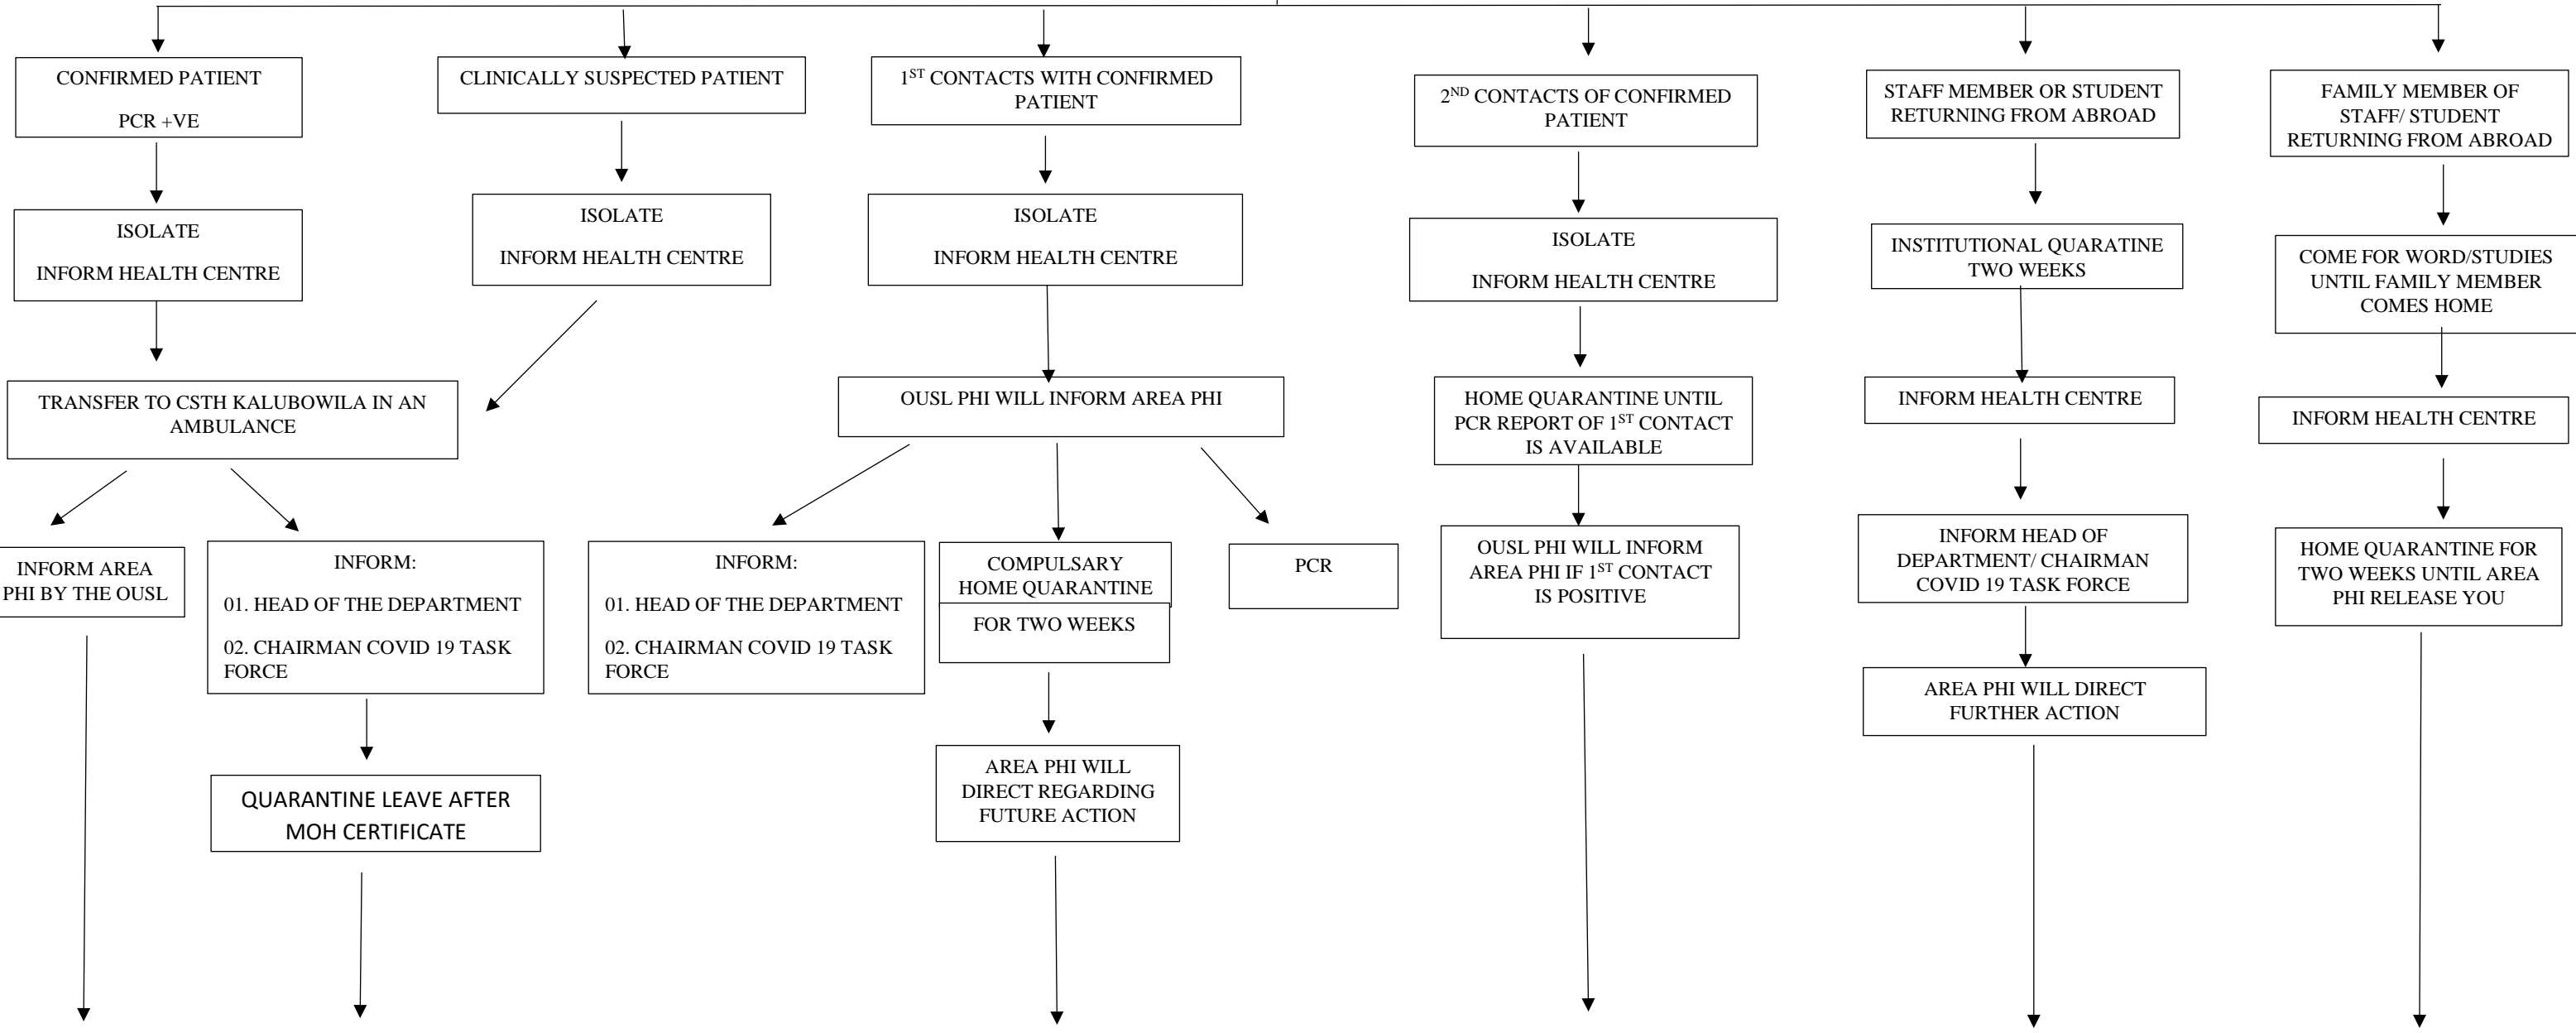 CONFIRMED PATIENT
PCR +VE
ISOLATE
INFORM HEALTH CENTRE
TRANSFER TO CSTH KALUBOWILA IN AN
AMBULANCE
INFORM AREA
PHI BY THE OUSL
INFORM:
01. HEAD OF THE DEPARTMENT
02. CHAIRMAN COVID 19 TASK
FORCE
QUARANTINE LEAVE AFTER
MOH CERTIFICATE
CLINICALLY SUSPECTED PATIENT
ISOLATE
INFORM HEALTH CENTRE
1ST CONTACTS WITH CONFIRMED
PATIENT
ISOLATE
INFORM HEALTH CENTRE
OUSL PHI WILL INFORM AREA PHI
INFORM:
01. HEAD OF THE DEPARTMENT
02. CHAIRMAN COVID 19 TASK
FORCE
COMPULSARY
HOME QUARANTINE
FOR TWO WEEKS
AREA PHI WILL
DIRECT REGARDING
FUTURE ACTION
PCR
2ND CONTACTS OF CONFIRMED
PATIENT
ISOLATE
INFORM HEALTH CENTRE
HOME QUARANTINE UNTIL
PCR REPORT OF 1ST CONTACT
IS AVAILABLE
OUSL PHI WILL INFORM
AREA PHI IF 1ST CONTACT
IS POSITIVE
STAFF MEMBER OR STUDENT
RETURNING FROM ABROAD
INSTITUTIONAL QUARATINE
TWO WEEKS
INFORM HEALTH CENTRE
INFORM HEAD OF
DEPARTMENT/ CHAIRMAN
COVID 19 TASK FORCE
AREA PHI WILL DIRECT
FURTHER ACTION
FAMILY MEMBER OF
STAFF/ STUDENT
RETURNING FROM ABROAD
COME FOR WORD/STUDIES
UNTIL FAMILY MEMBER
COMES HOME
INFORM HEALTH CENTRE
HOME QUARANTINE FOR
TWO WEEKS UNTIL AREA
PHI RELEASE YOU